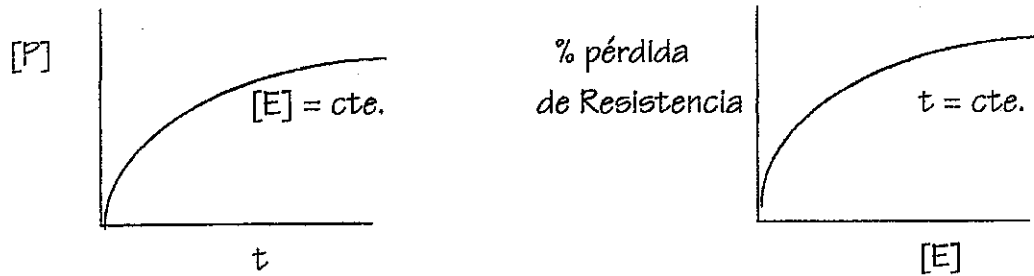 [P]
[E] = cte.
t
% pérdida
de Resistencia
t = cte.
[E]